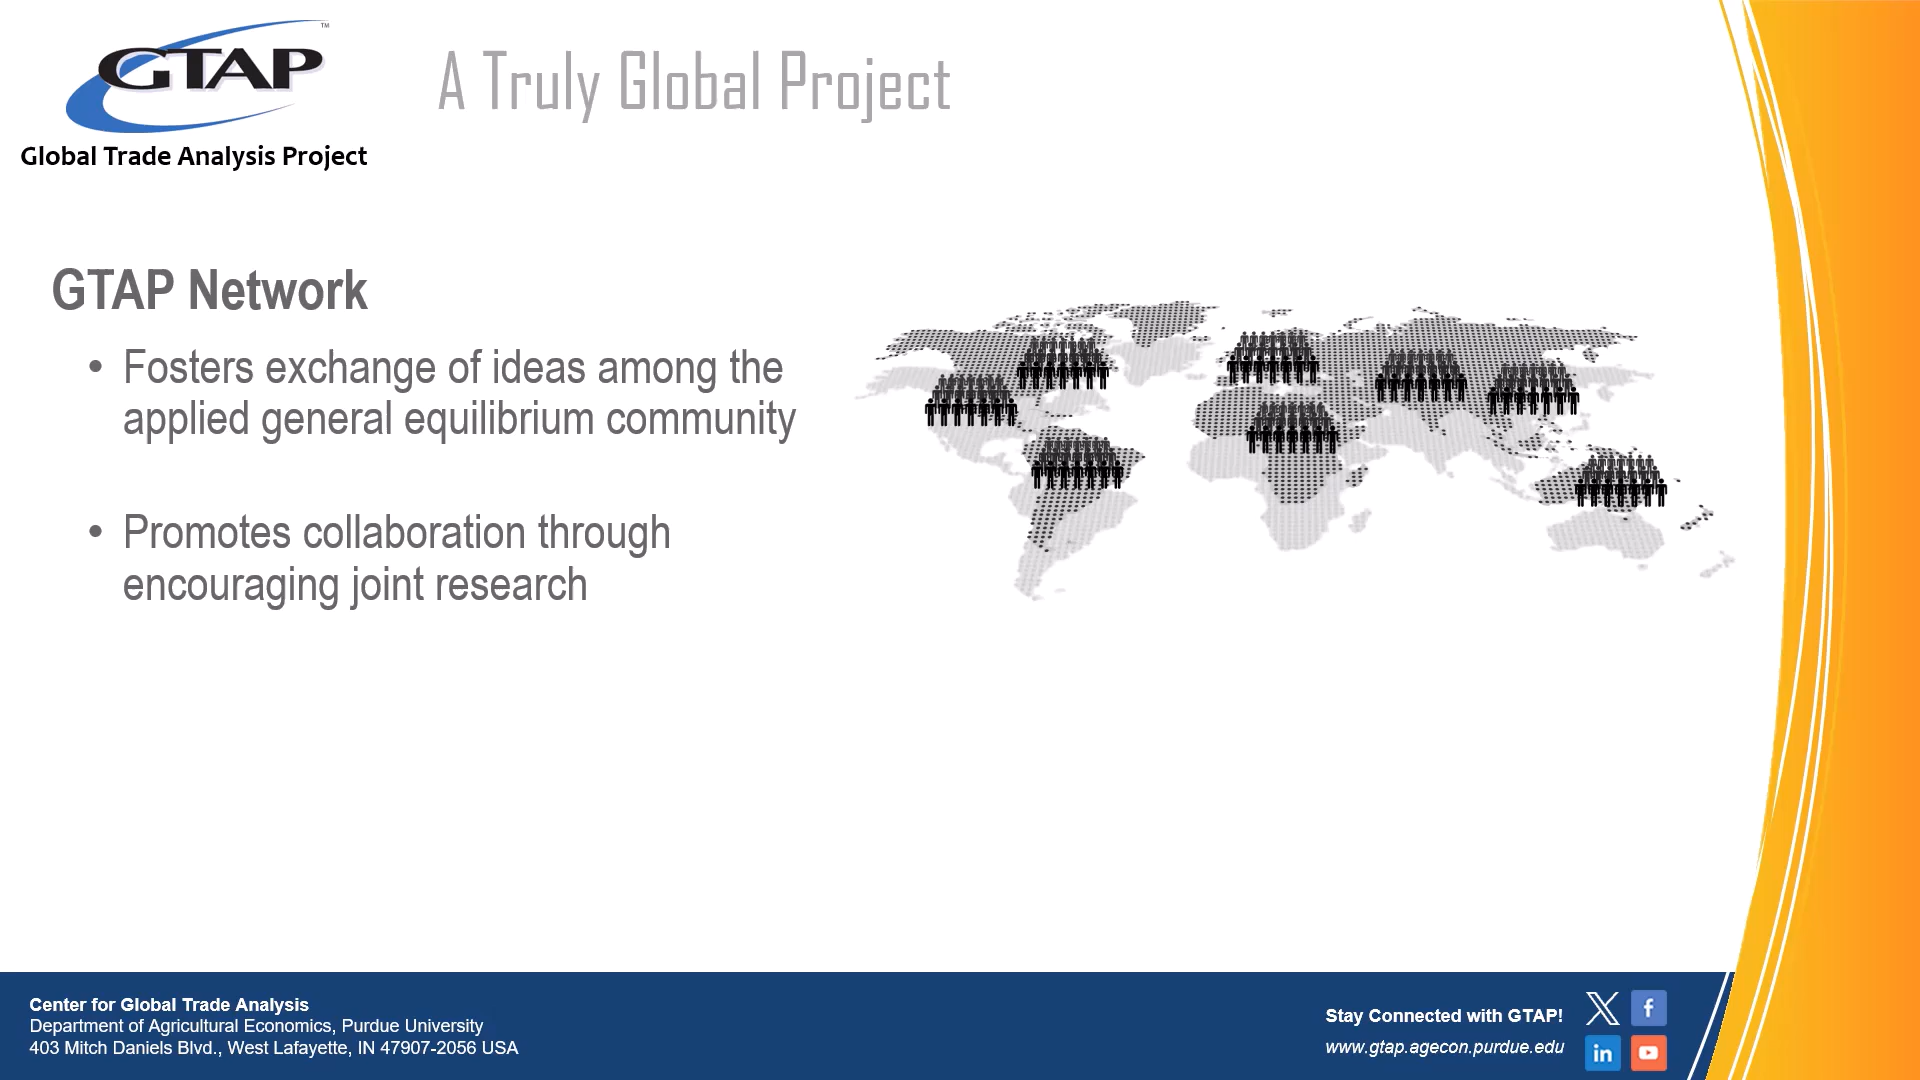 GTAP™
Global Trade Analysis Project
A Truly Global Project
GTAP Network
• Fosters exchange of ideas among the
applied general equilibrium community
• Promotes collaboration through
encouraging joint research
Center for Global Trade Analysis
Department of Agricultural Economics, Purdue University
403 Mitch Daniels Blvd., West Lafayette, IN 47907-2056 USA
Stay Connected with GTAP!
www.gtap.agecon.purdue.edu